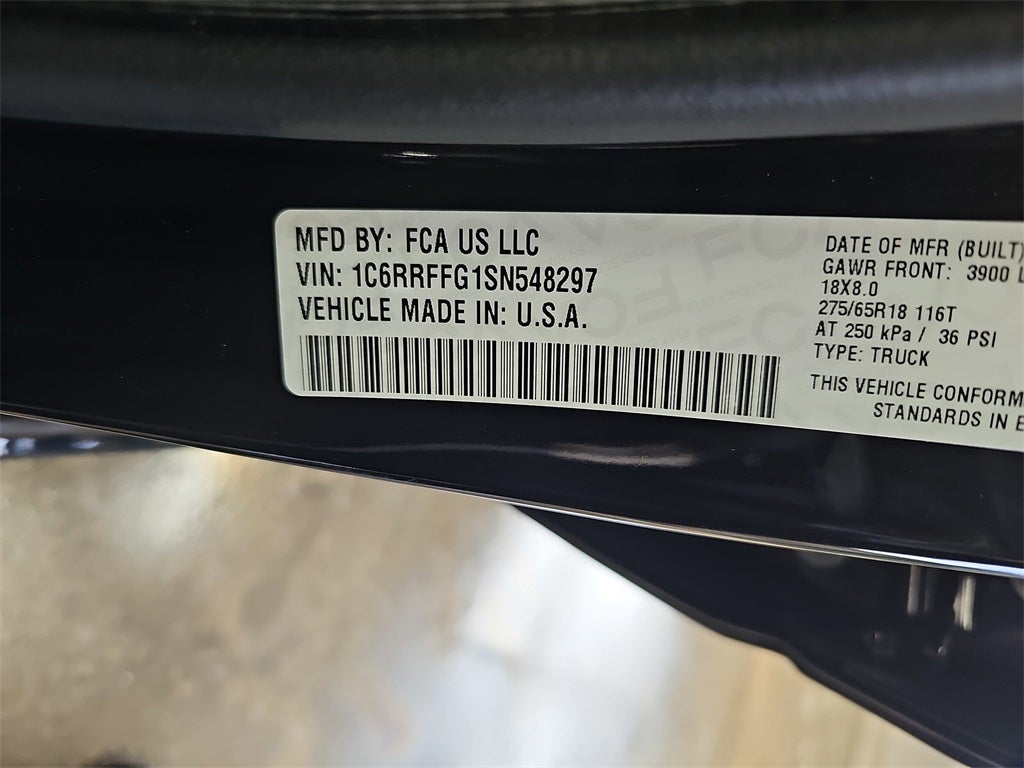 MFD BY: FCA US LLC
VIN: 1C6RRFFG1SN548297
VEHICLE MADE IN: U.S.A.
DATE OF MFR (BUILT)
GAWR FRONT: 3900
18X8.0
275/65R18 116T
AT 250 kPa / 36 PSI
TYPE: TRUCK
THIS VEHICLE CONFORM
STANDARDS IN